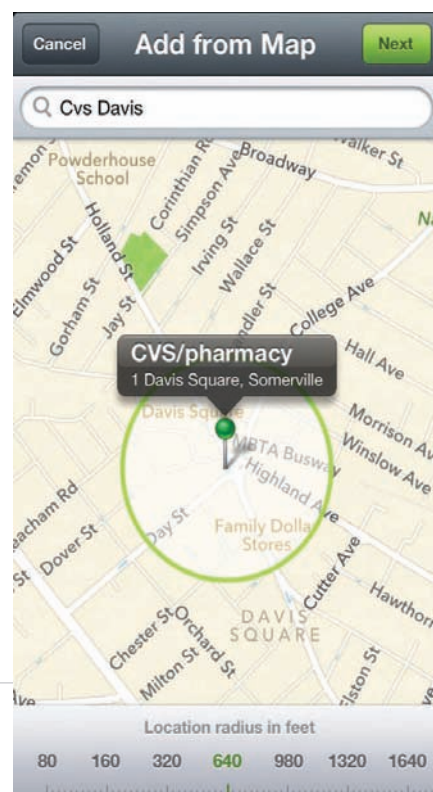 Cancel
Add from Map
Next
Cvs Davis
Walker St
Broadway
Powderhouse
School
Corinthian Rd
Simpson Ave
Holland St
Irving St
Wallace St
Elmwood St
Gorham St
Jay St
College Ave
Hall Ave
CVS/pharmacy
1 Davis Square, Somerville
Davis Square
Morrison Av
MBTA Busway
Winslow Ave
Highland Ave
Day St
Family Dollar
Stores
Dover St
Cutter Ave
Hawthorn
DAVIS
SQUARE
Chester St
Orchard St
Milton St
Elston St
Location radius in feet
80 160 320 640 980 1320 1640